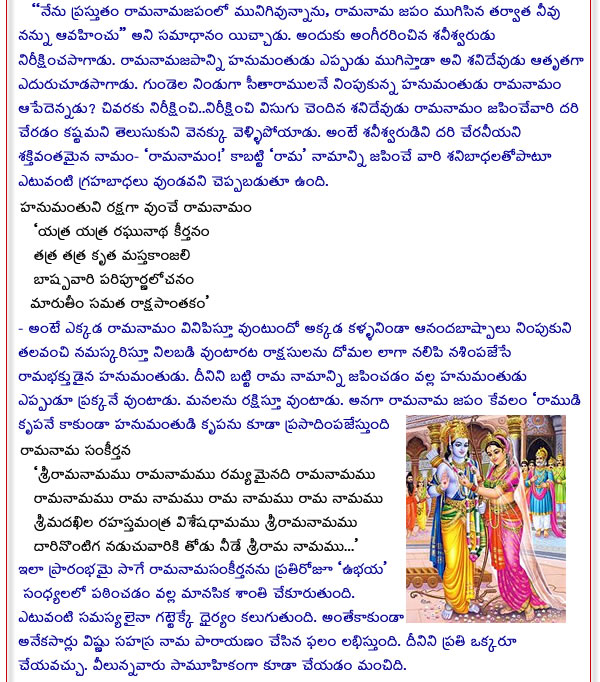 “నేను ప్రస్తుతం రామనామజపంలో మునిగివున్నాను, రామనామ జపం ముగిసిన తర్వాత నీవు
నన్ను ఆవహించు” అని సమాధానం యిచ్చాడు. అందుకు అంగీరరించిన శనీశ్వరుడు
నిరీక్షించసాగాడు. రామనామజపాన్ని హనుమంతుడు ఎప్పుడు ముగిస్తాడా అని శనిదేవుడు ఆతృతగా
ఎదురుచూడసాగాడు. గుండెల నిండుగా సీతారాములనే నింపుకున్న హనుమంతుడు రామనామం
ఆపేదెన్నడు? చివరకు నిరీక్షించి..నిరీక్షించి విసుగు చెందిన శనిదేవుడు రామనామం జపించేవారి దరి
చేరడం కష్టమని తెలుసుకుని వెనక్కు వెళ్ళిపోయాడు. అంటే శనీశ్వరుడిని దరి చేరనీయని
శక్తివంతమైన నామం- ‘రామనామం!’ కాబట్టి ‘రామ’ నామాన్ని జపించే వారి శనిబాధలతోపాటూ
ఎటువంటి గ్రహబాధలు వుండవని చెప్పబడుతూ ఉంది.
హనుమంతుని రక్షగా వుంచే రామనామం
‘యత్ర యత్ర రఘునాథ కీర్తనం
తత్ర తత్ర కృత మస్తకాంజలి
బాష్పవారి పరిపూర్ణలోచనం
మారుతీం సమత రాక్షసాంతకం’
- అంటే ఎక్కడ రామనామం వినిపిస్తూ వుంటుందో అక్కడ కళ్ళనిండా ఆనందబాష్పాలు నింపుకుని
తలవంచి నమస్కరిస్తూ నిలబడి వుంటారట రాక్షసులను దోమల లాగా నలిపి నశింపజేసే
రామభక్తుడైన హనుమంతుడు. దీనిని బట్టి రామ నామాన్ని జపించడం వల్ల హనుమంతుడు
ఎప్పుడూ ప్రక్కనే వుంటాడు. మనలను రక్షిస్తూ వుంటాడు. అనగా రామనామ జపం కేవలం ‘రాముడి
కృపనే కాకుండా హనుమంతుడి కృపను కూడా ప్రసాదింపజేస్తుంది
రామనామ సంకీర్తన
‘శ్రీరామనామము రామనామము రమ్యమైనది రామనామము
రామనామము రామ నామము రామ నామము రామ నామము
శ్రీమదఖిల రహస్తమంత్ర విశేషధామము శ్రీరామనామము
దారినొంటిగ నడుచువారికి తోడు నీడే శ్రీరామ నామము...’
ఇలా ప్రారంభమై సాగే రామనామసంకీర్తనను ప్రతిరోజూ ‘ఉభయ’
సంధ్యలలో పఠించడం వల్ల మానసిక శాంతి చేకూరుతుంది.
ఎటువంటి సమస్యలైనా గట్టెక్కే ధైర్యం కలుగుతుంది. అంతేకాకుండా
అనేకసార్లు విష్ణు సహస్ర నామ పారాయణం చేసిన ఫలం లభిస్తుంది. దీనిని ప్రతి ఒక్కరూ
చేయవచ్చు. వీలున్నవారు సామూహికంగా కూడా చేయడం మంచిది.